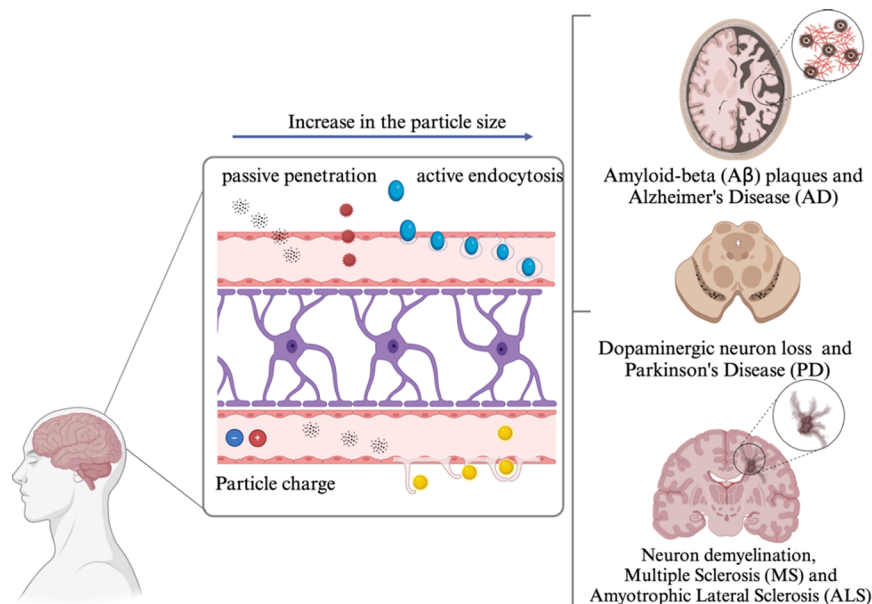 Increase in the particle size
passive penetration
active endocytosis
−
+
Particle charge
Amyloid-beta (Aβ) plaques and
Alzheimer's Disease (AD)
Dopaminergic neuron loss and
Parkinson's Disease (PD)
Neuron demyelination,
Multiple Sclerosis (MS) and
Amyotrophic Lateral Sclerosis (ALS)